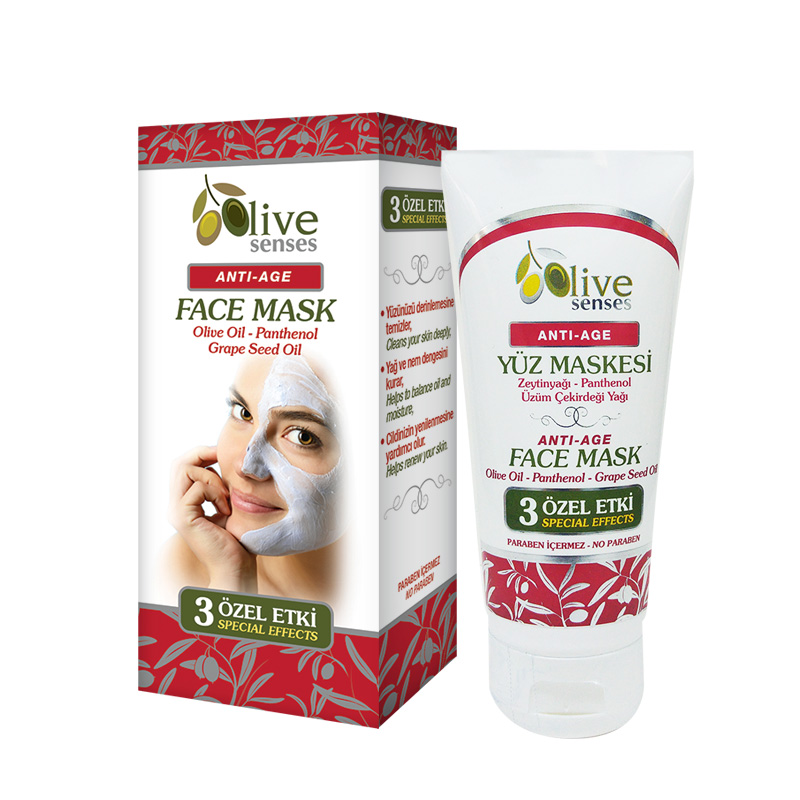 Olive
senses
ANTI-AGE
FACE MASK
Olive Oil - Panthenol
Grape Seed Oil
3 ÖZEL ETKİ
SPECIAL EFFECTS
3 ÖZEL ETKİ
SPECIAL EFFECTS
• Yüzünüzü derinlemesine
temizler,
Cleans your skin deeply,
• Yağ ve nem dengesini
kurar,
Helps to balance oil and
moisture,
• Cildinizin yenilenmesine
yardımcı olur.
Helps renew your skin.
PARABEN İÇERMEZ
NO PARABEN
Olive
senses
ANTI-AGE
YÜZ MASKESİ
Zeytinyağı - Panthenol
Üzüm Çekirdeği Yağı
ANTI-AGE
FACE MASK
Olive Oil - Panthenol - Grape Seed Oil
3 ÖZEL ETKİ
SPECIAL EFFECTS
PARABEN İÇERMEZ - NO PARABEN